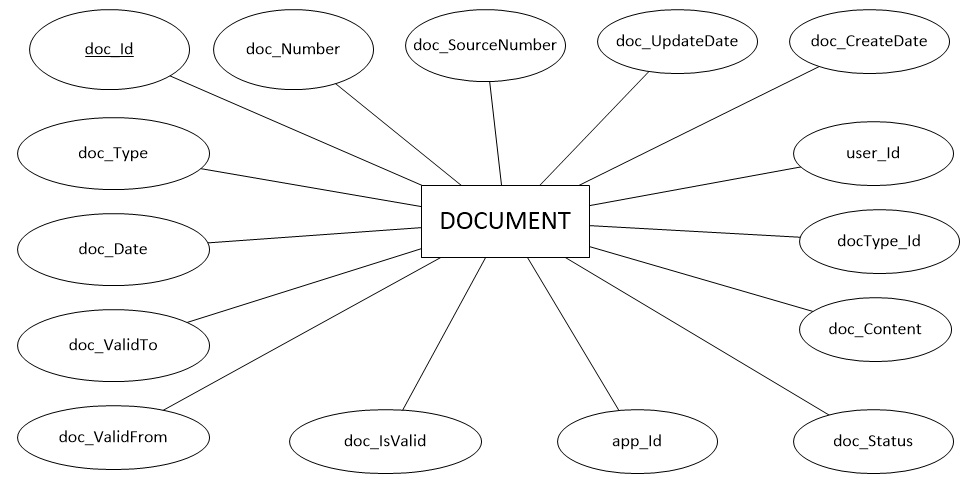 doc_Id
doc_Number
doc_SourceNumber
doc_UpdateDate
doc_CreateDate
doc_Type
user_Id
DOCUMENT
doc_Date
docType_Id
doc_ValidTo
doc_Content
doc_ValidFrom
doc_IsValid
app_Id
doc_Status